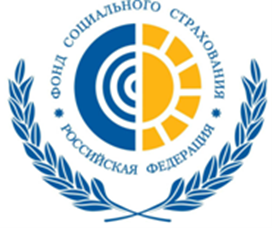 ФОНД СОЦИАЛЬНОГО СТРАХОВАНИЯ
РОССИЙСКАЯ ФЕДЕРАЦИЯ